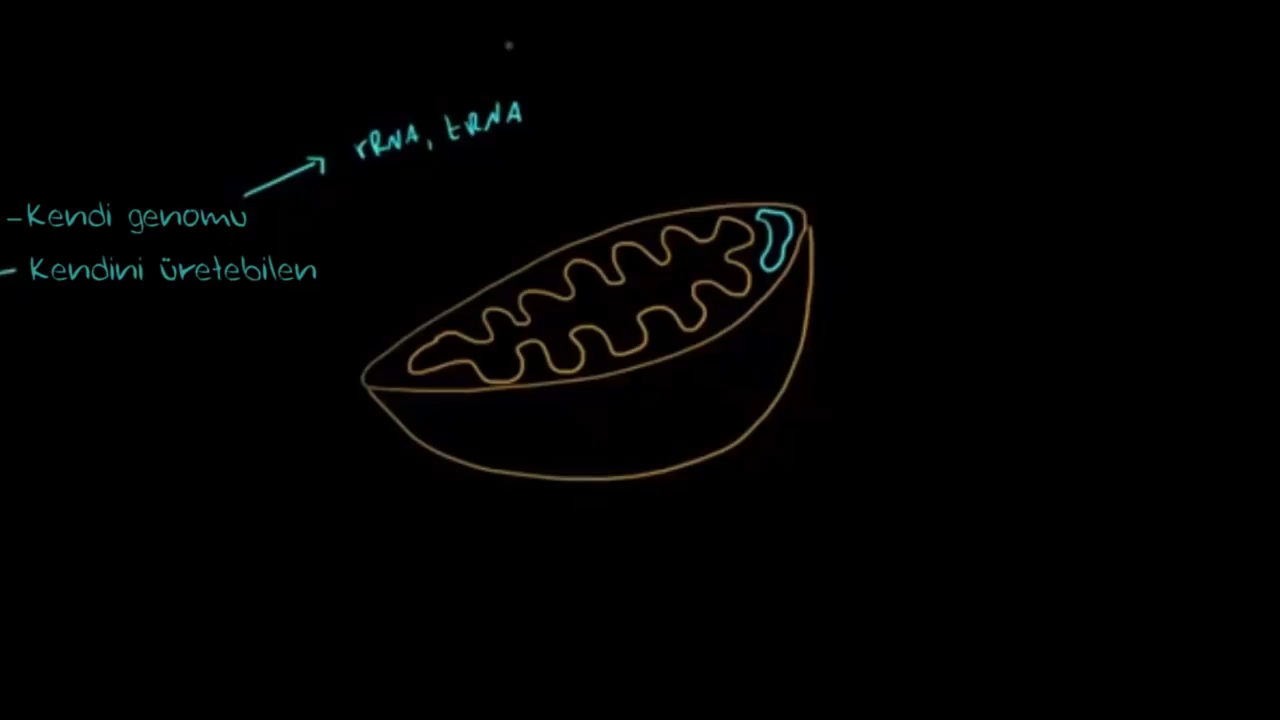 rRNA, tRNA
-Kendi genomu
- Kendini üretebilen